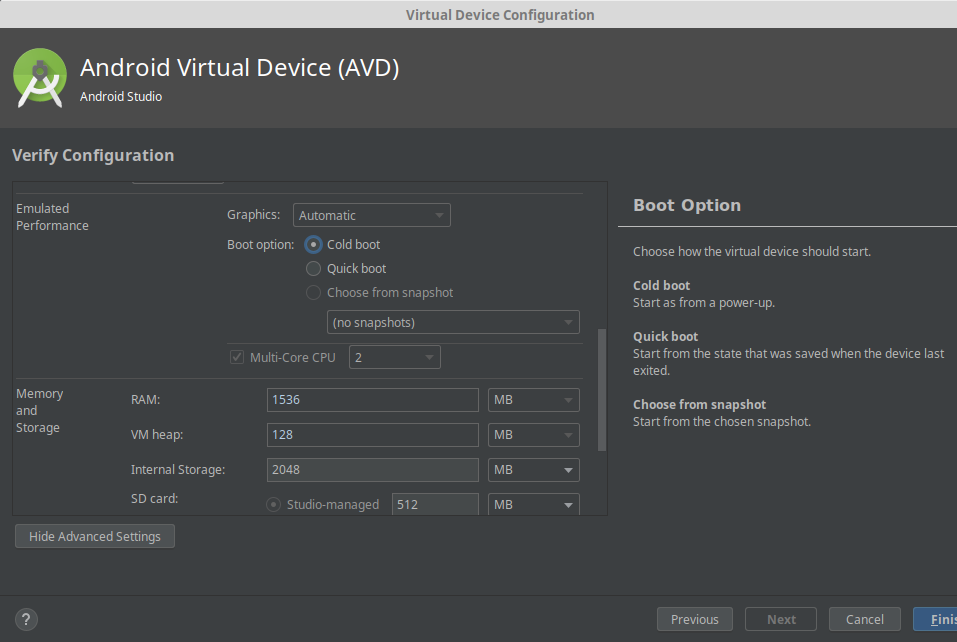 Virtual Device Configuration
Android Virtual Device (AVD)
Android Studio
Verify Configuration
Emulated
Performance
Graphics:
Automatic
Boot option:
Cold boot
Quick boot
Choose from snapshot
(no snapshots)
Multi-Core CPU
2
Memory
and
Storage
RAM:
1536
MB
VM heap:
128
MB
Internal Storage:
2048
MB
SD card:
Studio-managed
512
MB
Hide Advanced Settings
Boot Option
Choose how the virtual device should start.
Cold boot
Start as from a power-up.
Quick boot
Start from the state that was saved when the device last
exited.
Choose from snapshot
Start from the chosen snapshot.
?
Previous
Next
Cancel
Finis